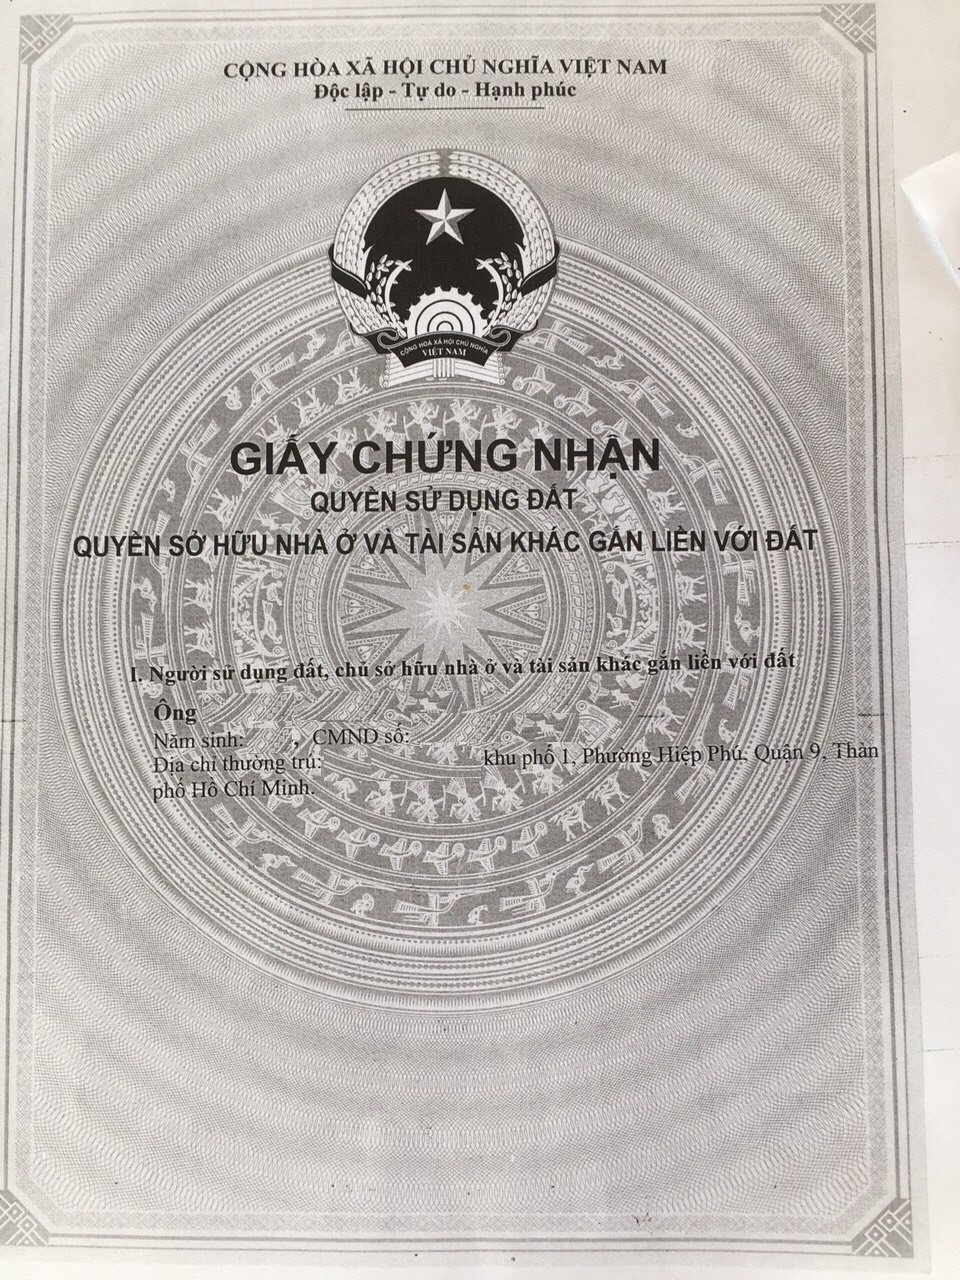 CỘNG HÒA XÃ HỘI CHỦ NGHĨA VIỆT NAM
Độc lập - Tự do - Hạnh phúc
CỘNG HOÀ XÃ HỘI CHỦ NGHĨA
VIỆT NAM
GIẤY CHỨNG NHẬN
QUYỀN SỬ DỤNG ĐẤT
QUYỀN SỞ HỮU NHÀ Ở VÀ TÀI SẢN KHÁC GẮN LIỀN VỚI ĐẤT
I. Người sử dụng đất, chủ sở hữu nhà ở và tài sản khác gắn liền với đất
Ông
Năm sinh: , CMND số:
Địa chỉ thường trú: khu phố 1, Phường Hiệp Phú, Quận 9, Thàn
phố Hồ Chí Minh.